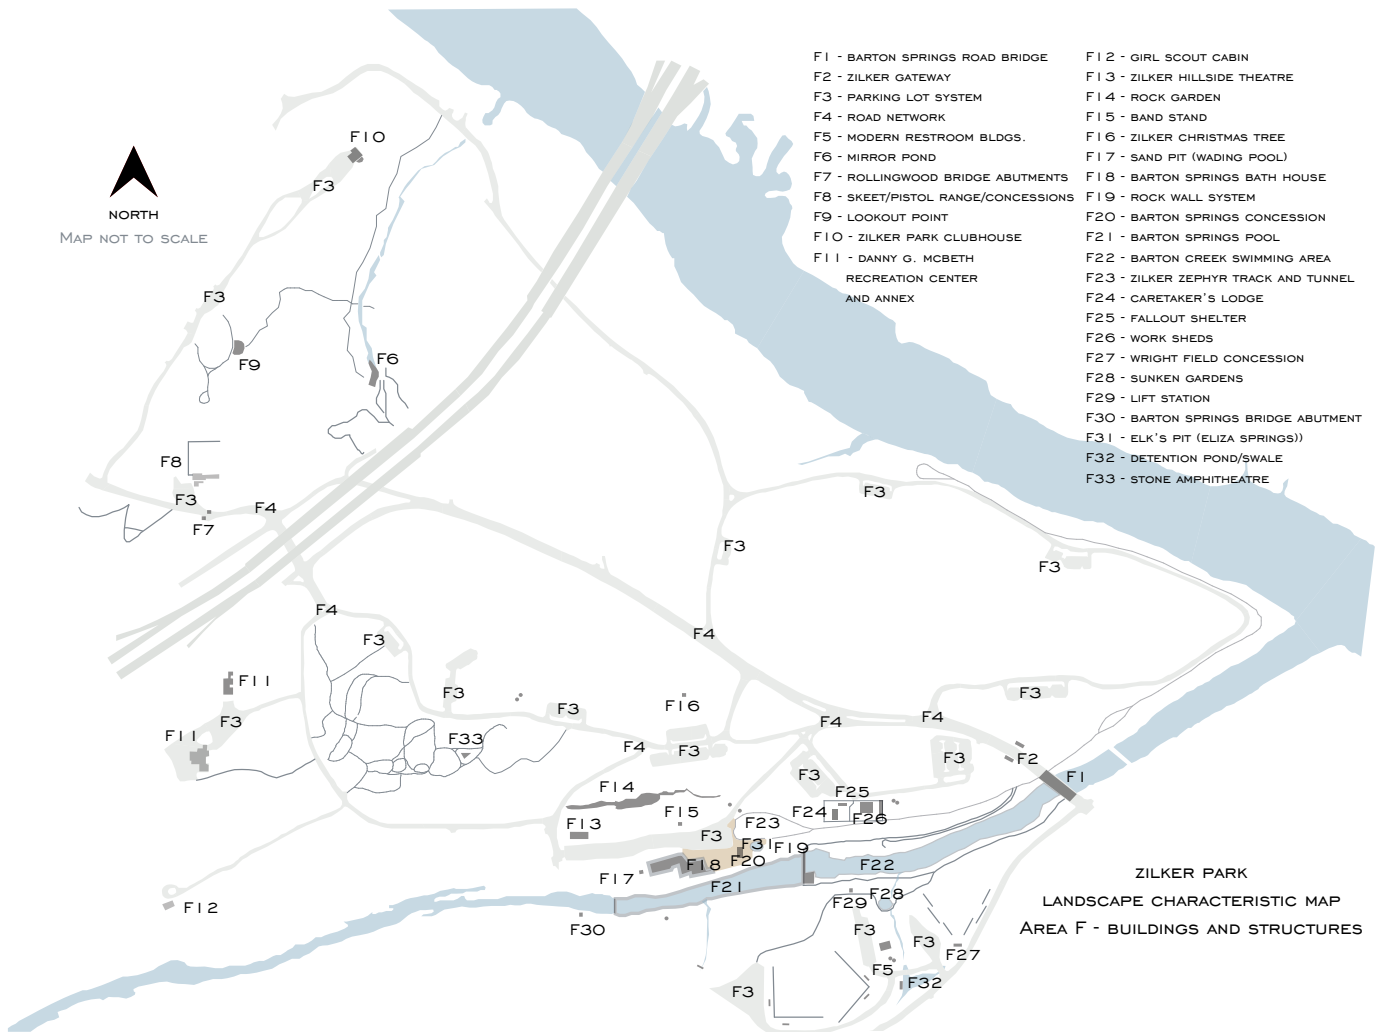 F1 - BARTON SPRINGS ROAD BRIDGE
F2 - ZILKER GATEWAY
F3 - PARKING LOT SYSTEM
F4 - ROAD NETWORK
F5 - MODERN RESTROOM BLDGS.
F6 - MIRROR POND
F7 - ROLLINGWOOD BRIDGE ABUTMENTS
F8 - SKEET/PISTOL RANGE/CONCESSIONS
F9 - LOOKOUT POINT
F10 - ZILKER PARK CLUBHOUSE
F11 - DANNY G. MCBETH
RECREATION CENTER
AND ANNEX
F12 - GIRL SCOUT CABIN
F13 - ZILKER HILLSIDE THEATRE
F14 - ROCK GARDEN
F15 - BAND STAND
F16 - ZILKER CHRISTMAS TREE
F17 - SAND PIT (WADING POOL)
F18 - BARTON SPRINGS BATH HOUSE
F19 - ROCK WALL SYSTEM
F20 - BARTON SPRINGS CONCESSION
F21 - BARTON SPRINGS POOL
F22 - BARTON CREEK SWIMMING AREA
F23 - ZILKER ZEPHYR TRACK AND TUNNEL
F24 - CARETAKER'S LODGE
F25 - FALLOUT SHELTER
F26 - WORK SHEDS
F27 - WRIGHT FIELD CONCESSION
F28 - SUNKEN GARDENS
F29 - LIFT STATION
F30 - BARTON SPRINGS BRIDGE ABUTMENT
F31 - ELK'S PIT (ELIZA SPRINGS))
F32 - DETENTION POND/SWALE
F33 - STONE AMPHITHEATRE
NORTH
MAP NOT TO SCALE
F10
F3
F3
F9
F6
F8
F3
F7
F4
F3
F3
F3
F4
F3
F4
F11
F3
F3
F3
F16
F3
F11
F3
F33
F4
F3
F4
F4
F3
F3
F2
F1
F14
F25
F24
F26
F15
F23
F13
F3
F31
F19
F20
F18
F22
F17
F21
F12
F29
F28
F30
F3
F3
F27
F5
F32
F3
ZILKER PARK
LANDSCAPE CHARACTERISTIC MAP
AREA F - BUILDINGS AND STRUCTURES